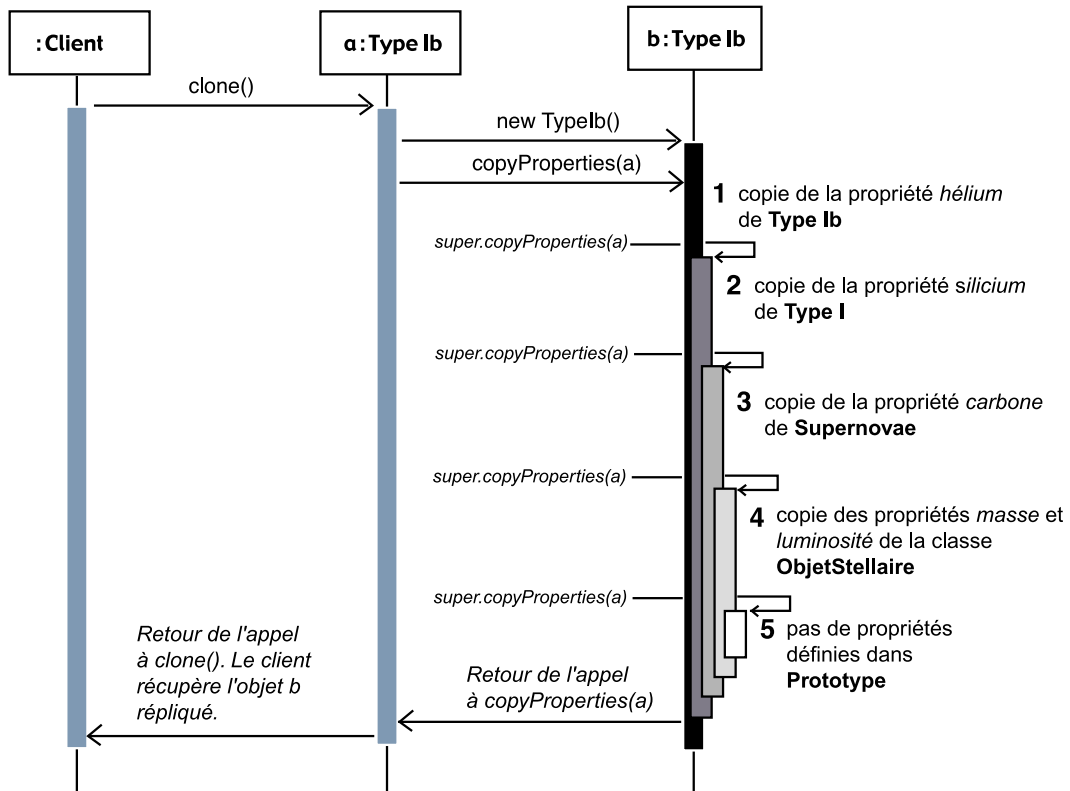 :Client
a:Type Ib
b:Type Ib
clone()
new TypeIb()
copyProperties(a)
1 copie de la propriété hélium
de Type Ib
super.copyProperties(a)
2 copie de la propriété silicium
de Type I
super.copyProperties(a)
3 copie de la propriété carbone
de Supernovae
super.copyProperties(a)
4 copie des propriétés masse et
luminosité de la classe
ObjetStellaire
super.copyProperties(a)
5 pas de propriétés
définies dans
Prototype
Retour de l'appel
à clone(). Le client
récupère l'objet b
répliqué.
Retour de l'appel
à copyProperties(a)